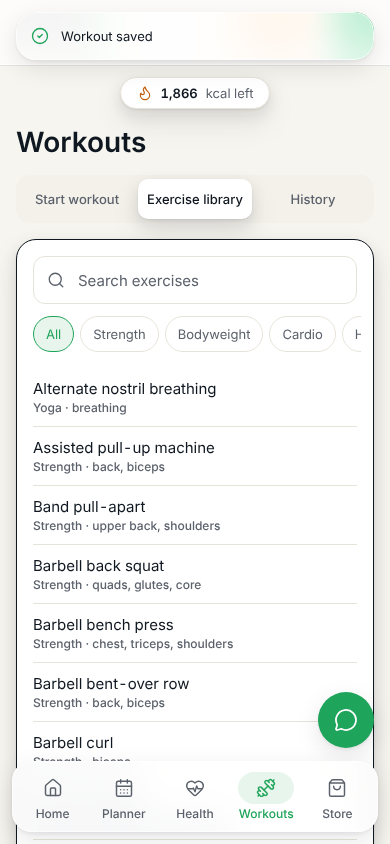 Workout saved
1,866 kcal left
Workouts
Start workout
Exercise library
History
Search exercises
All
Strength
Bodyweight
Cardio
Alternate nostril breathing
Yoga · breathing
Assisted pull-up machine
Strength · back, biceps
Band pull-apart
Strength · upper back, shoulders
Barbell back squat
Strength · quads, glutes, core
Barbell bench press
Strength · chest, triceps, shoulders
Barbell bent-over row
Strength · back, biceps
Barbell curl
Home
Planner
Health
Workouts
Store